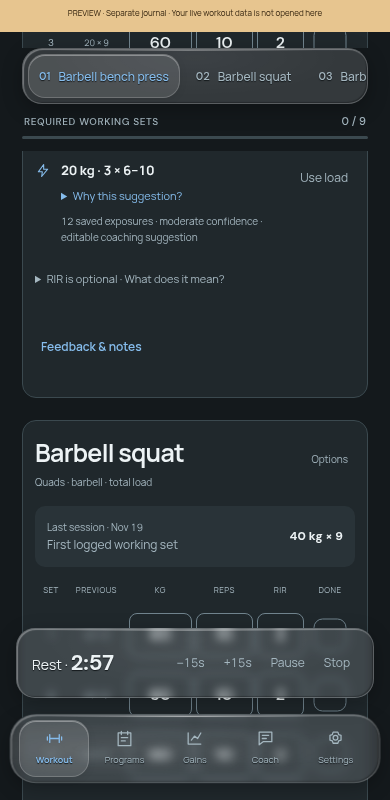 PREVIEW · Separate journal · Your live workout data is not opened here
3 20 × 9 60 10 2
01 Barbell bench press 02 Barbell squat 03 Barb
REQUIRED WORKING SETS 0 / 9
20 kg · 3 × 6–10
Use load
▶ Why this suggestion?
12 saved exposures · moderate confidence ·
editable coaching suggestion
▶ RIR is optional · What does it mean?
Feedback & notes
Barbell squat
Options
Quads · barbell · total load
Last session · Nov 19
First logged working set
40 kg × 9
SET PREVIOUS KG REPS RIR DONE
Rest · 2:57 −15s +15s Pause Stop
Workout Programs Gains Coach Settings